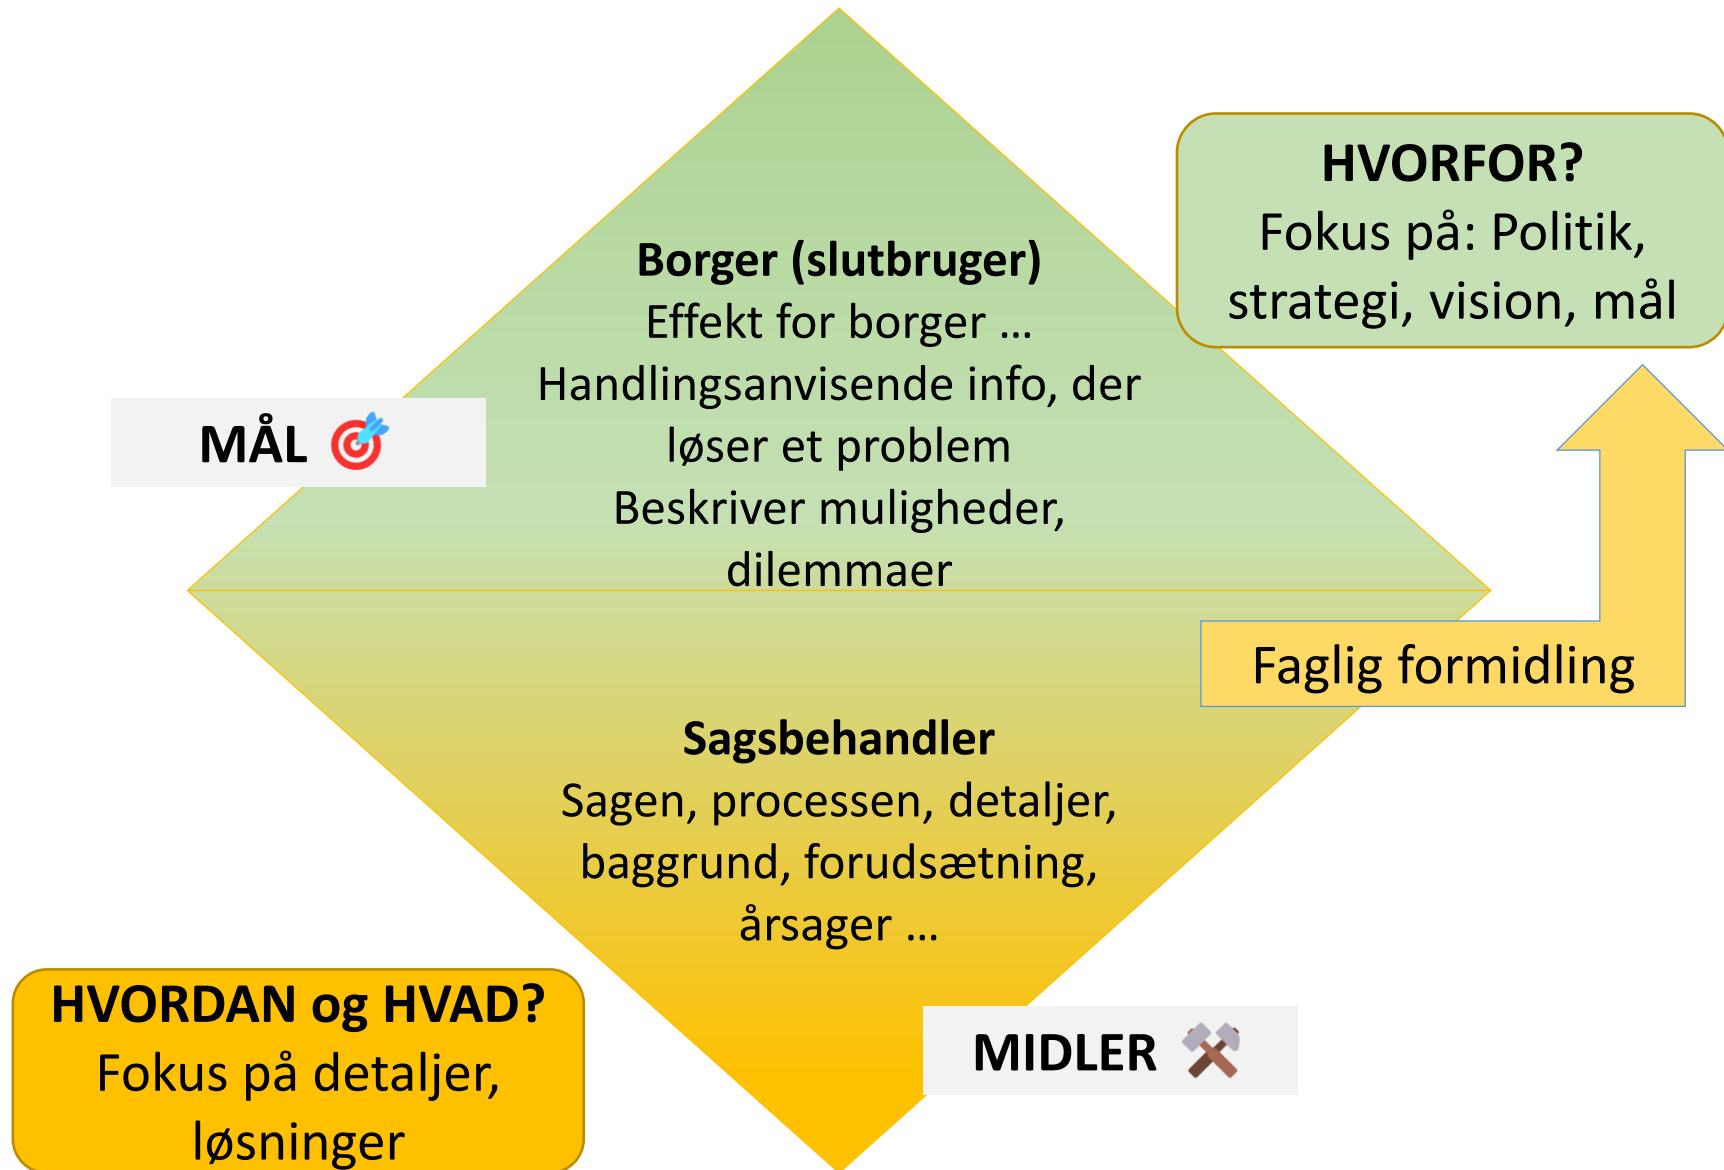 HVORFOR?
Fokus på: Politik,
strategi, vision, mål
Borger (slutbruger)
Effekt for borger ...
Handlingsanvisende info, der
løser et problem
Beskriver muligheder,
dilemmaer
MÅL
Faglig formidling
Sagsbehandler
Sagen, processen, detaljer,
baggrund, forudsætning,
årsager ...
HVORDAN og HVAD?
Fokus på detaljer,
løsninger
MIDLER